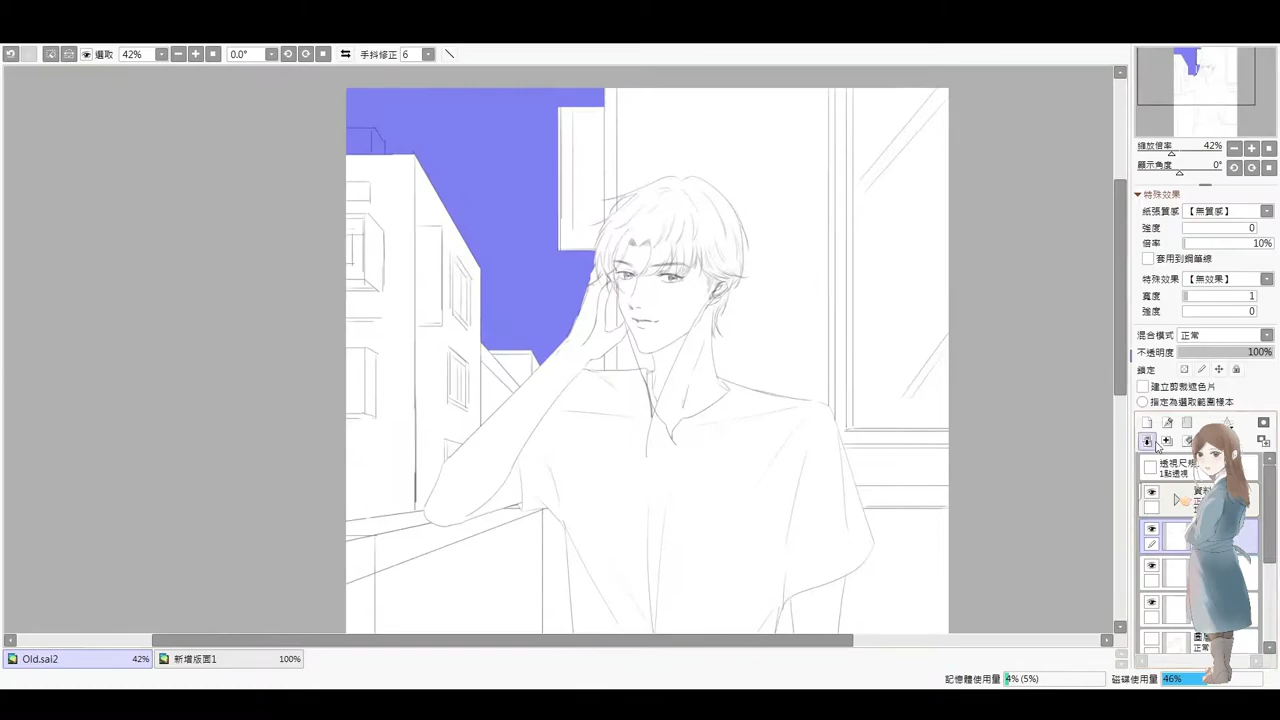 選取 42% 0.0° 手抖修正 6
縮放倍率 42%
顯示角度 0°
特殊效果
紙張質感 【無質感】
強度 0
倍率 10%
套用到鋼筆線
特殊效果 【無效果】
寬度 1
強度 0
混合模式 正常
不透明度 100%
鎖定
建立剪裁遮色片
指定為選取範圍樣本
透視尺規
1點透視
資料
正常
Old.sai2 42% 新增版面1 100%
記憶體使用量 4% (5%) 磁碟使用量 46%